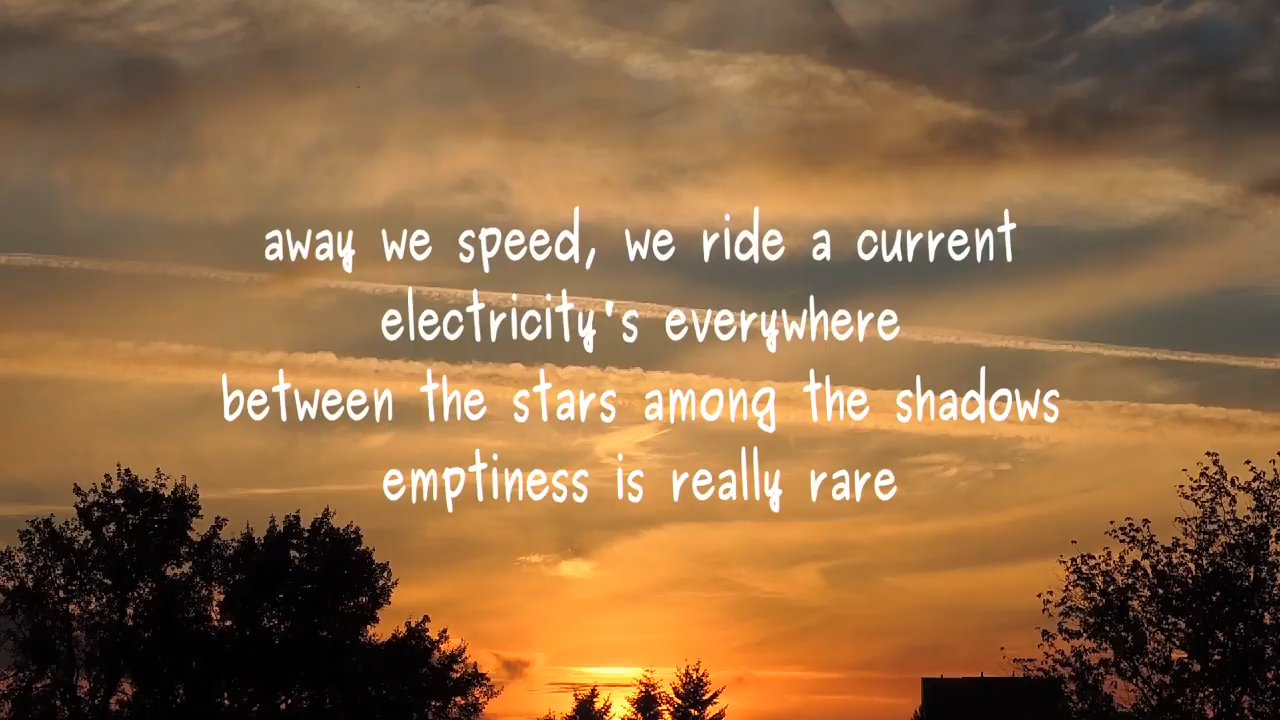 away we speed, we ride a current
electricity's everywhere
between the stars among the shadows
emptiness is really rare